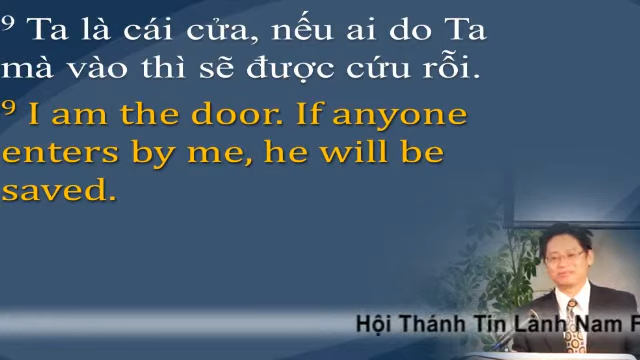 ⁹ Ta là cái cửa, nếu ai do Ta
mà vào thì sẽ được cứu rỗi.
⁹ I am the door. If anyone
enters by me, he will be
saved.
Hội Thánh Tin Lành Nam F